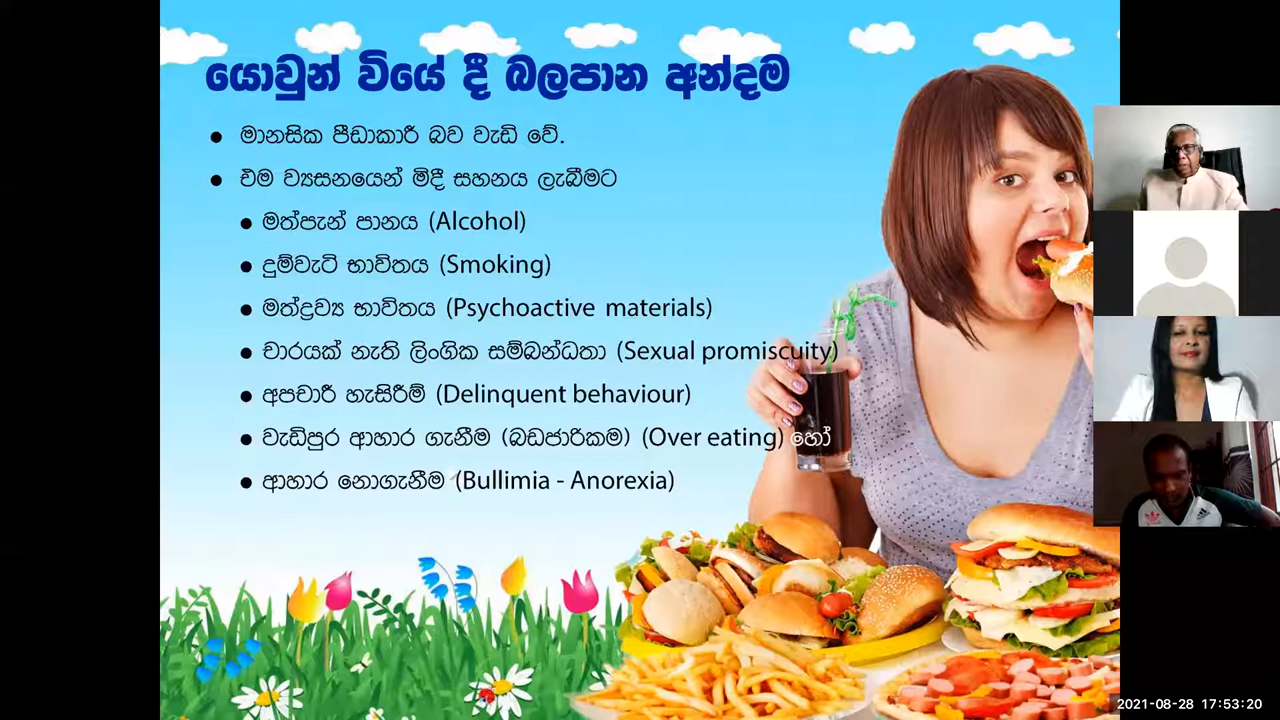 යොවුන් වියේ දී බලපාන අන්දම
● මානසික පීඩාකාරී බව වැඩි වේ.
● එම ව්‍යසනයෙන් මිදී සහනය ලැබීමට
● මත්පැන් පානය (Alcohol)
● දුම්වැටි භාවිතය (Smoking)
● මත්ද්‍රව්‍ය භාවිතය (Psychoactive materials)
● චාරයක් නැති ලිංගික සම්බන්ධතා (Sexual promiscuity)
● අපචාරී හැසිරීම් (Delinquent behaviour)
● වැඩිපුර ආහාර ගැනීම (බඩජාරිකම) (Over eating) හෝ
● ආහාර නොගැනීම (Bullimia - Anorexia)
2021-08-28 17:53:20